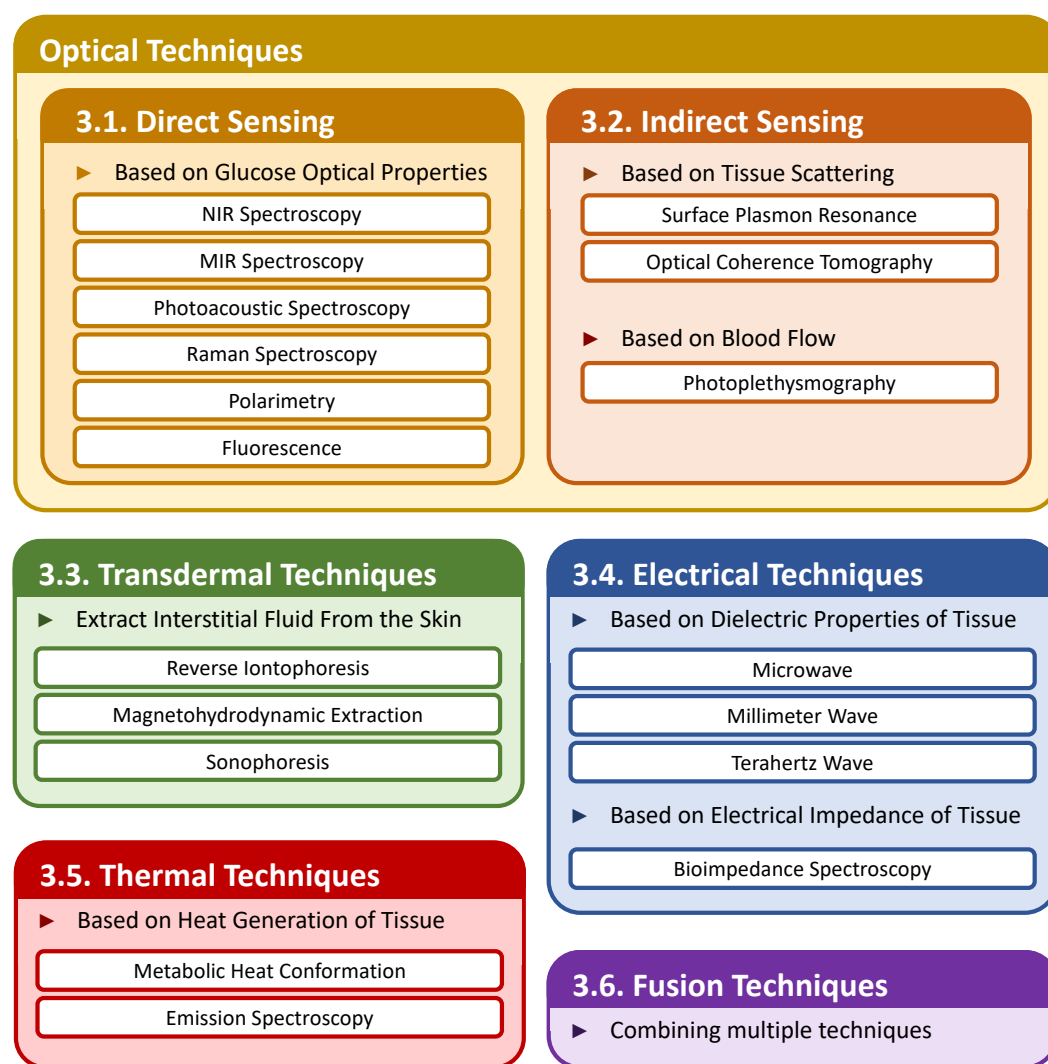 Optical Techniques
3.1. Direct Sensing
► Based on Glucose Optical Properties
NIR Spectroscopy
MIR Spectroscopy
Photoacoustic Spectroscopy
Raman Spectroscopy
Polarimetry
Fluorescence
3.2. Indirect Sensing
► Based on Tissue Scattering
Surface Plasmon Resonance
Optical Coherence Tomography
► Based on Blood Flow
Photoplethysmography
3.3. Transdermal Techniques
► Extract Interstitial Fluid From the Skin
Reverse Iontophoresis
Magnetohydrodynamic Extraction
Sonophoresis
3.4. Electrical Techniques
► Based on Dielectric Properties of Tissue
Microwave
Millimeter Wave
Terahertz Wave
► Based on Electrical Impedance of Tissue
Bioimpedance Spectroscopy
3.5. Thermal Techniques
► Based on Heat Generation of Tissue
Metabolic Heat Conformation
Emission Spectroscopy
3.6. Fusion Techniques
► Combining multiple techniques